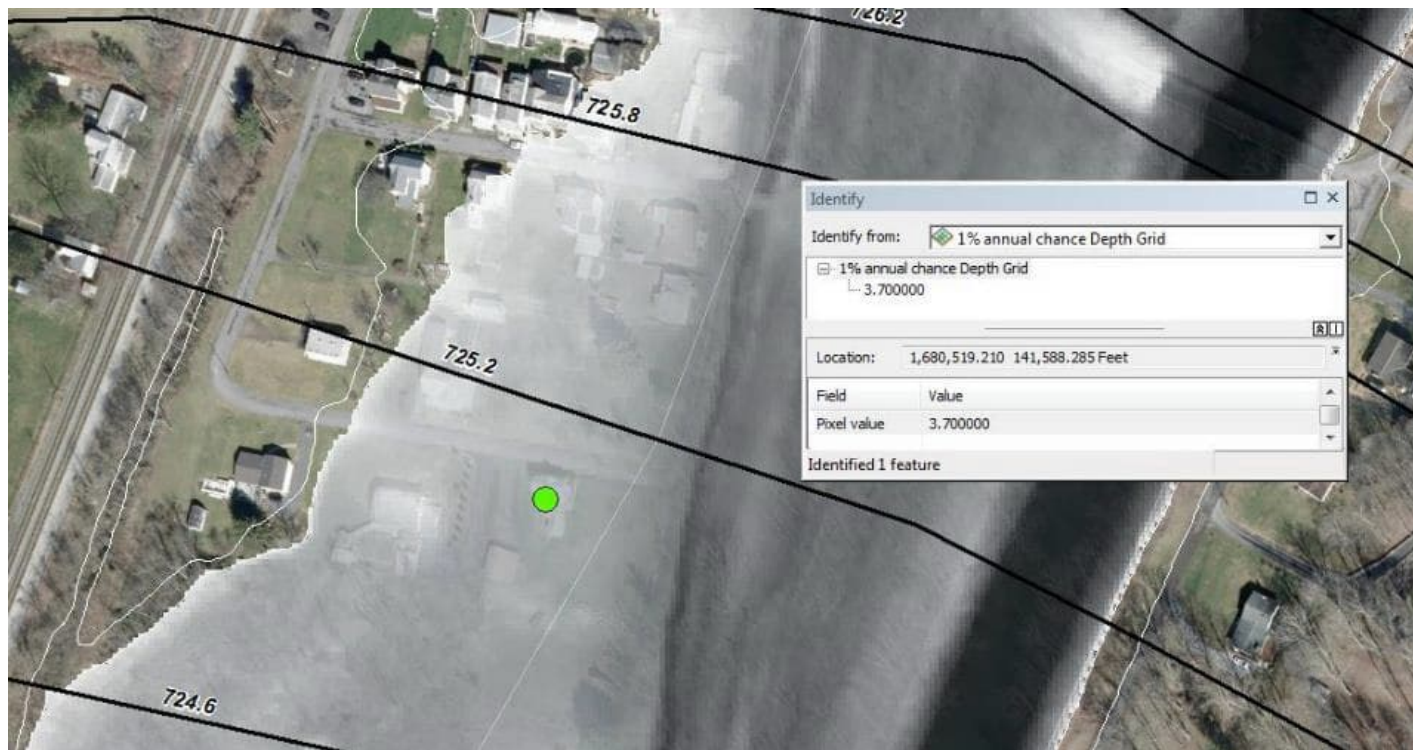 726.2
725.8
725.2
724.6
Identify
Identify from: 1% annual chance Depth Grid
1% annual chance Depth Grid
3.700000
Location: 1,680,519.210 141,588.285 Feet
Field Value
Pixel value 3.700000
Identified 1 feature